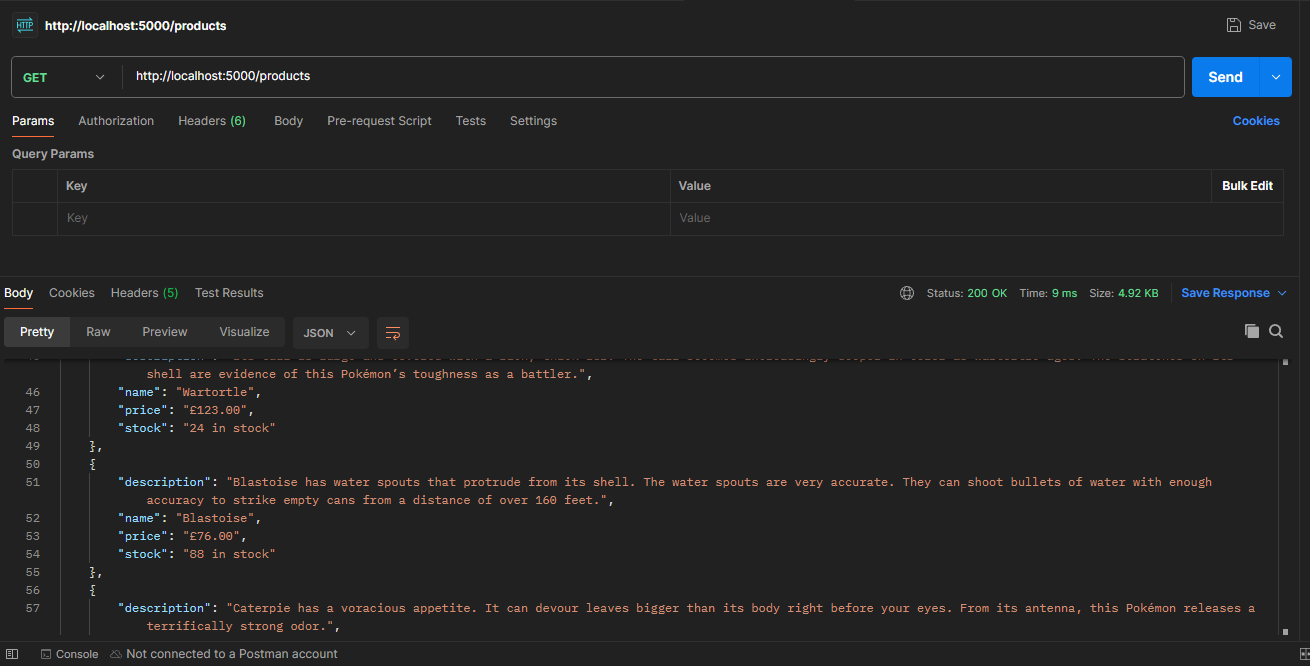 HTTP http://localhost:5000/products Save
GET http://localhost:5000/products Send
Params Authorization Headers (6) Body Pre-request Script Tests Settings Cookies
Query Params
Key Value Bulk Edit
Key Value
Body Cookies Headers (5) Test Results Status: 200 OK Time: 9 ms Size: 4.92 KB Save Response
Pretty Raw Preview Visualize JSON
shell are evidence of this Pokémon’s toughness as a battler.",
46 "name": "Wartortle",
47 "price": "£123.00",
48 "stock": "24 in stock"
49 },
50 {
51 "description": "Blastoise has water spouts that protrude from its shell. The water spouts are very accurate. They can shoot bullets of water with enough
accuracy to strike empty cans from a distance of over 160 feet.",
52 "name": "Blastoise",
53 "price": "£76.00",
54 "stock": "88 in stock"
55 },
56 {
57 "description": "Caterpie has a voracious appetite. It can devour leaves bigger than its body right before your eyes. From its antenna, this Pokémon releases a
terrifically strong odor.",
Console Not connected to a Postman account